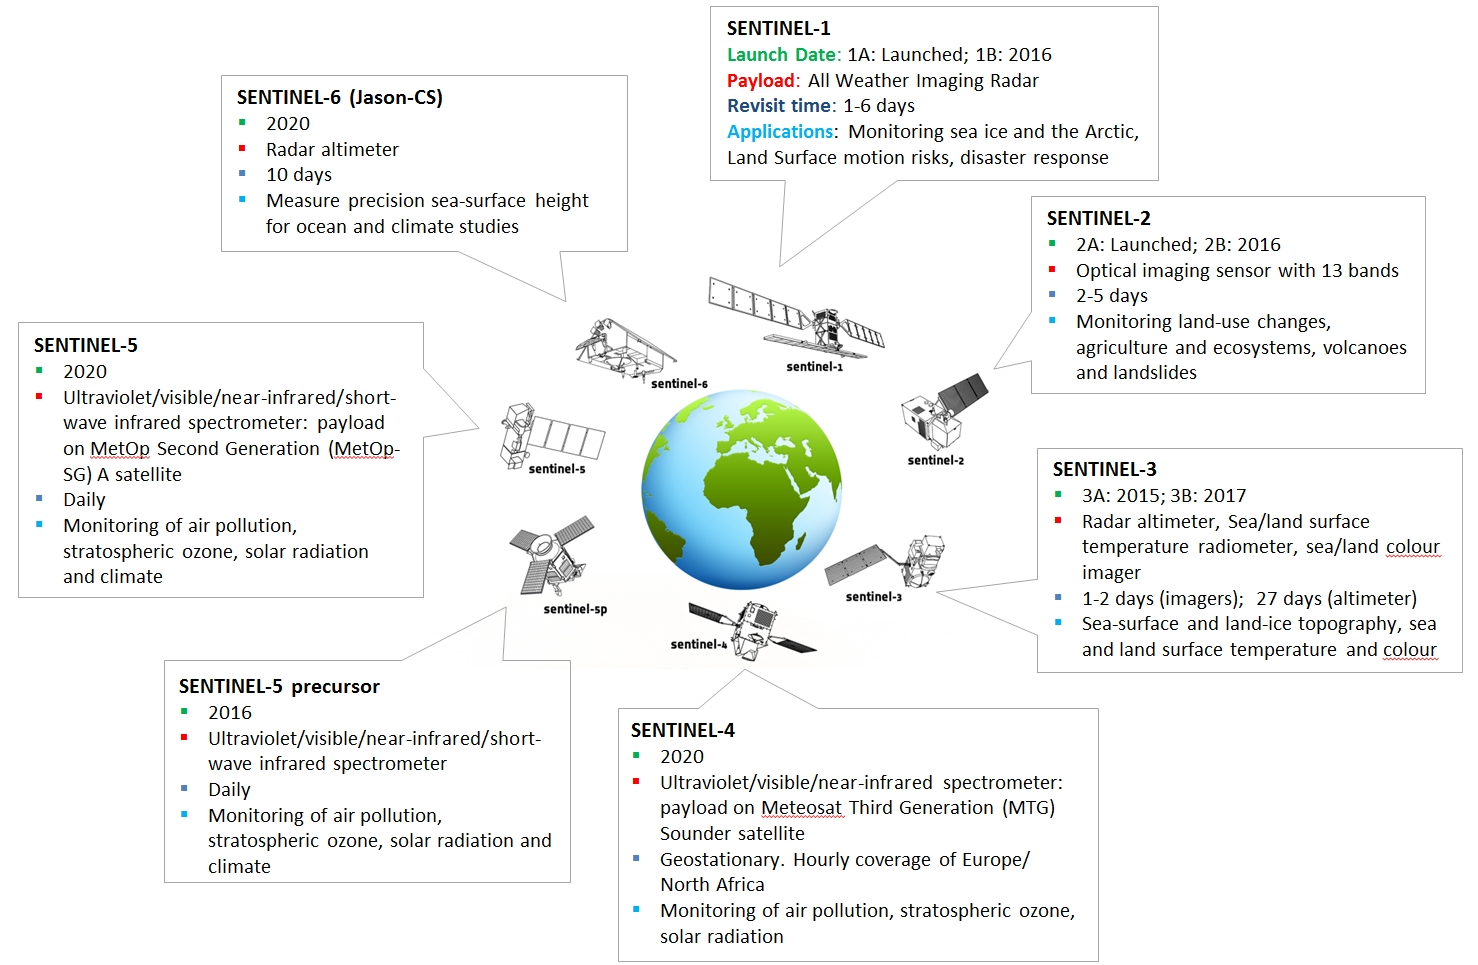 SENTINEL-1
Launch Date: 1A: Launched; 1B: 2016
Payload: All Weather Imaging Radar
Revisit time: 1-6 days
Applications: Monitoring sea ice and the Arctic,
Land Surface motion risks, disaster response
SENTINEL-6 (Jason-CS)
2020
Radar altimeter
10 days
Measure precision sea-surface height
for ocean and climate studies
SENTINEL-2
2A: Launched; 2B: 2016
Optical imaging sensor with 13 bands
2-5 days
Monitoring land-use changes,
agriculture and ecosystems, volcanoes
and landslides
SENTINEL-5
2020
Ultraviolet/visible/near-infrared/short-
wave infrared spectrometer: payload
on MetOp Second Generation (MetOp-
SG) A satellite
Daily
Monitoring of air pollution,
stratospheric ozone, solar radiation
and climate
sentinel-1
sentinel-6
sentinel-2
sentinel-5
SENTINEL-3
3A: 2015; 3B: 2017
Radar altimeter, Sea/land surface
temperature radiometer, sea/land colour
imager
1-2 days (imagers); 27 days (altimeter)
Sea-surface and land-ice topography, sea
and land surface temperature and colour
sentinel-3
sentinel-5p
sentinel-4
SENTINEL-5 precursor
2016
Ultraviolet/visible/near-infrared/short-
wave infrared spectrometer
Daily
Monitoring of air pollution,
stratospheric ozone, solar radiation and
climate
SENTINEL-4
2020
Ultraviolet/visible/near-infrared spectrometer:
payload on Meteosat Third Generation (MTG)
Sounder satellite
Geostationary. Hourly coverage of Europe/
North Africa
Monitoring of air pollution, stratospheric ozone,
solar radiation